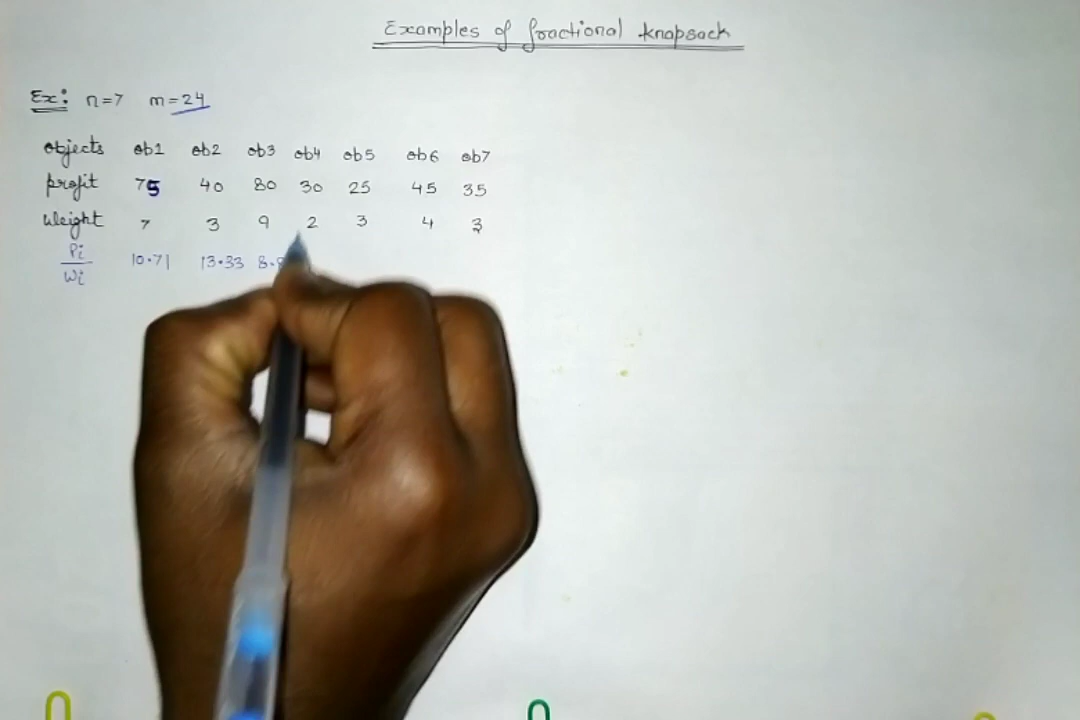 Examples of fractional knapsack
Ex: n=7 m=24
objects ob1 ob2 ob3 ob4 ob5 ob6 ob7
profit 75 40 80 30 25 45 35
Weight 7 3 9 2 3 4 3
Pi
Wi
10.71 13.33